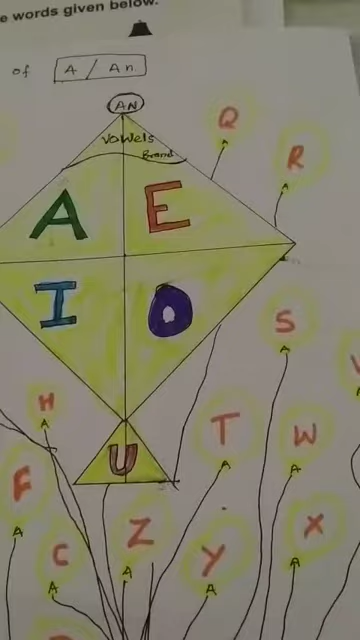 e words given below.
of A / An.
AN
Vowels
Brand
Q
R
A E
I O
S
H
T
W
U
F
Z
X
C
Y
A
A
A
A
A
A
A
A
A
A
A